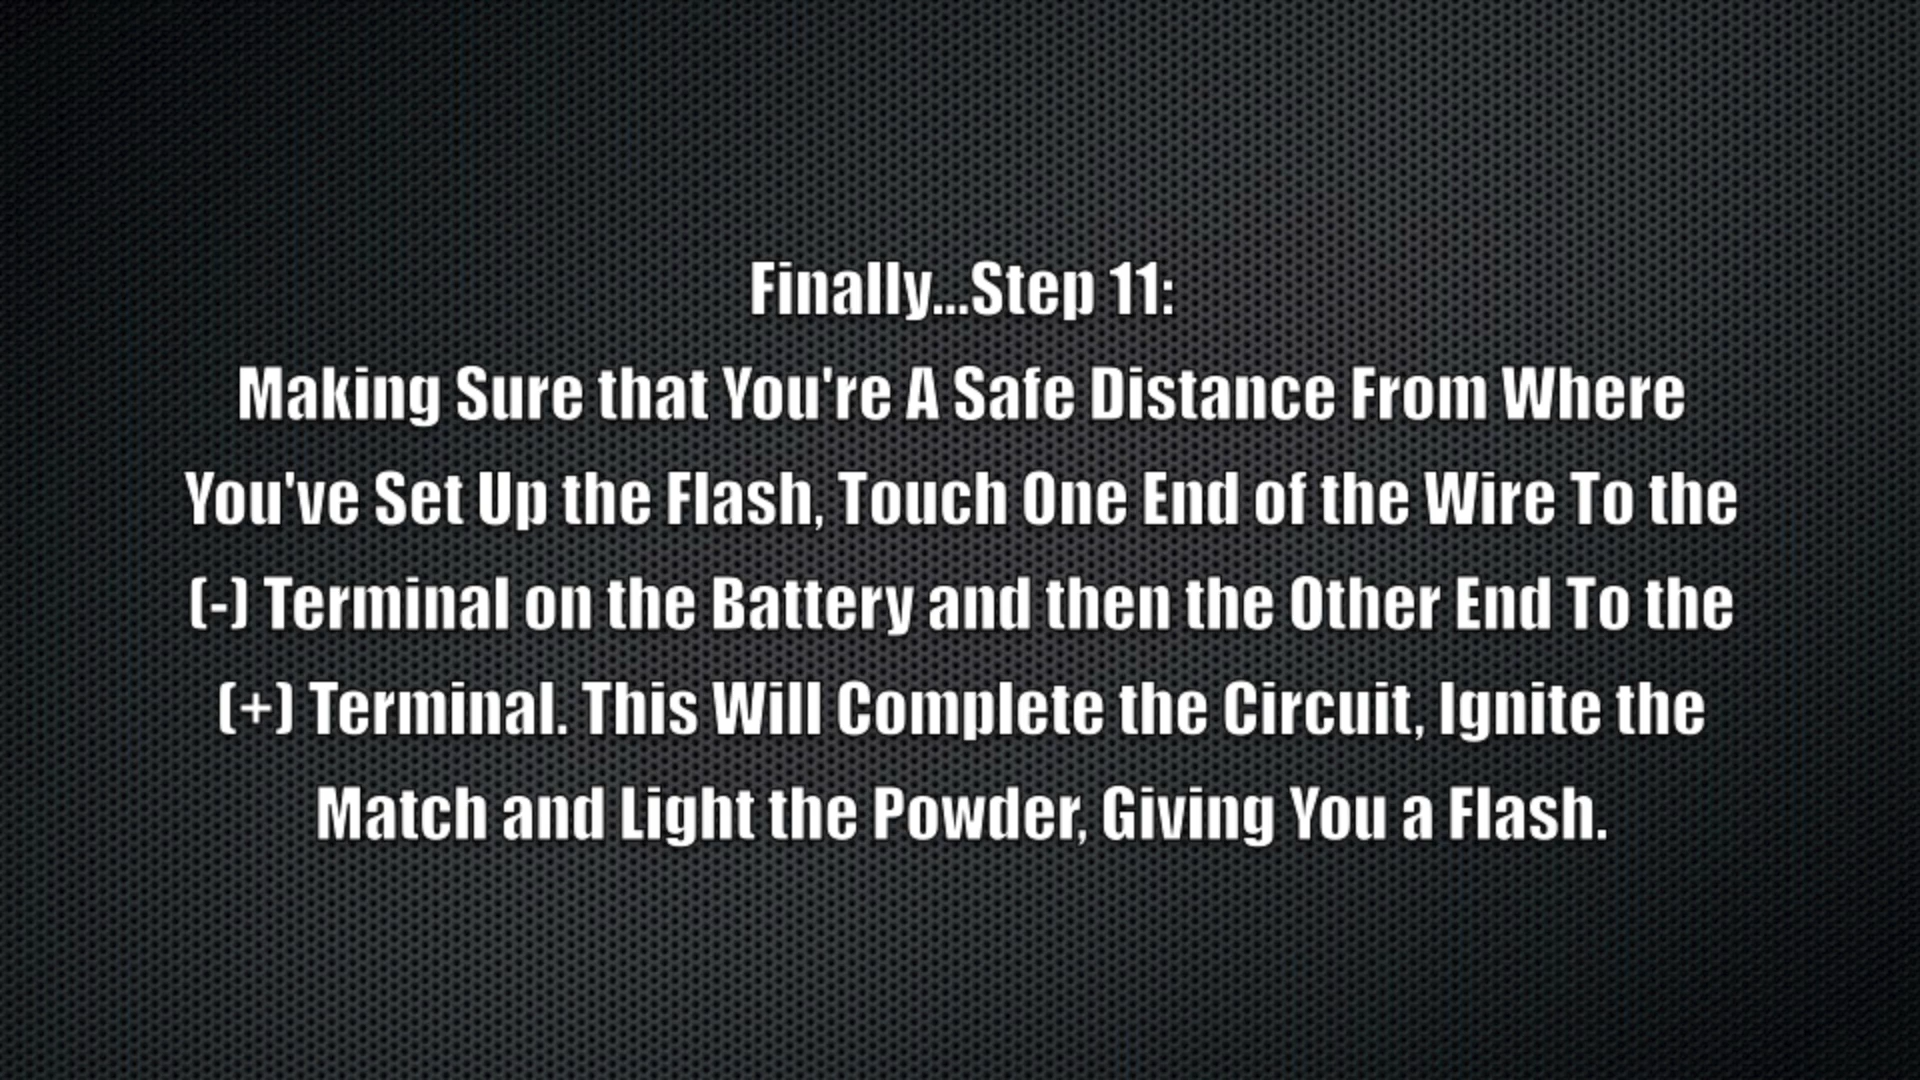 Finally...Step 11:
Making Sure that You're A Safe Distance From Where
You've Set Up the Flash, Touch One End of the Wire To the
(-) Terminal on the Battery and then the Other End To the
(+) Terminal. This Will Complete the Circuit, Ignite the
Match and Light the Powder, Giving You a Flash.